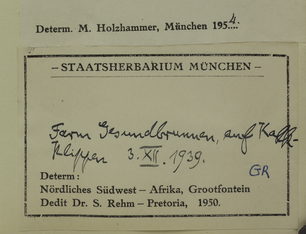 Determ. M. Holzhammer, München 1954.
– STAATSHERBARIUM MÜNCHEN –
Farm Gesundbrunnen, auf Kalk-
klippen 3.XII.1939.
GR
Determ:
Nördliches Südwest – Afrika, Grootfontein
Dedit Dr. S. Rehm – Pretoria, 1950.